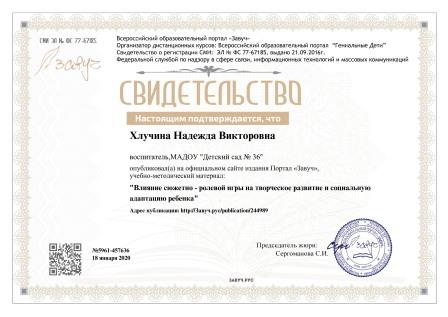 Всероссийский образовательный портал «Завуч»
Организатор дистанционных курсов: Всероссийский образовательный портал "Гениальные Дети"
СМИ ЭЛ № ФС 77-67185.
Свидетельство о регистрации СМИ: ЭЛ № ФС 77-67185, выдано 21.09.2016г.
Федеральной службой по надзору в сфере связи, информационных технологий и массовых коммуникаций
Завуч
СВИДЕТЕЛЬСТВО
Настоящим подтверждается, что
Хлучина Надежда Викторовна
воспитатель,МАДОУ "Детский сад № 36"
опубликовал(а) на официальном сайте издания Портал «Завуч»,
учебно-методический материал:
"Влияние сюжетно - ролевой игры на творческое развитие и социальную
адаптацию ребенка"
Адрес публикации: http://Завуч.рус/publication/244989
№5961-457636
18 января 2020
Председатель жюри:
Сергоманова С.И.
ЗАВУЧ.РУС